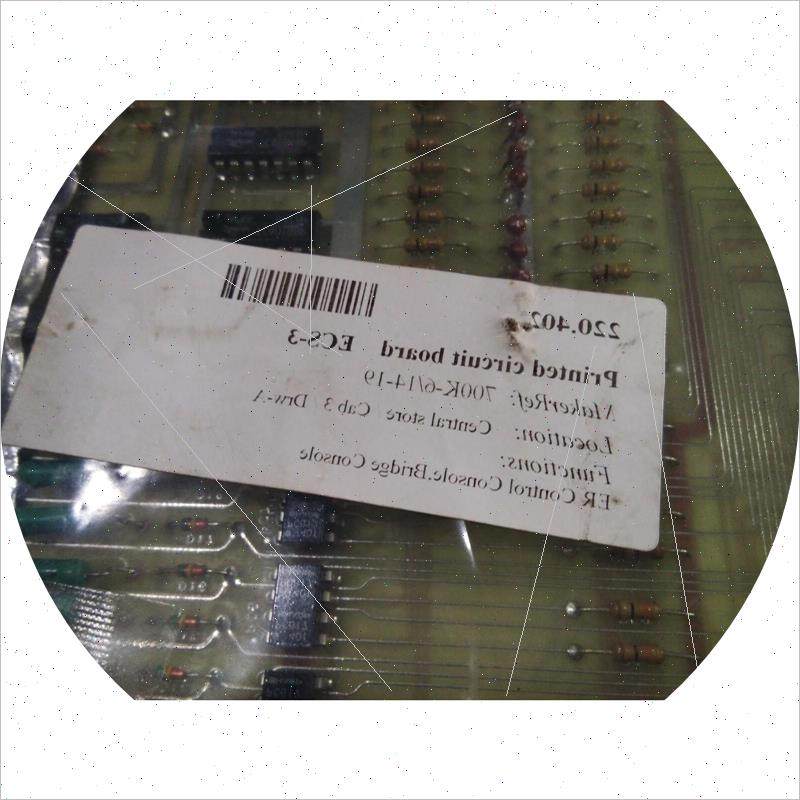 220.402
Printed circuit board ECS-3
MakerRef: 700K-6/14-19
Location: Central store Cab 3 / Drw-A
Functions:
ER Control Console.Bridge Console